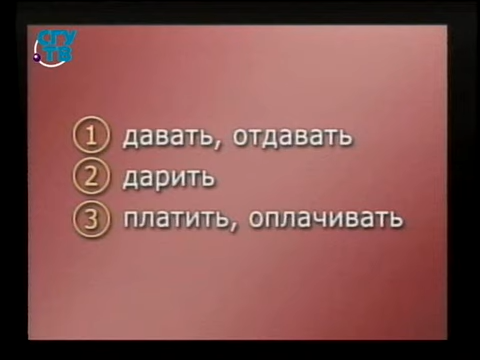 СГУ
ТВ
1 давать, отдавать
2 дарить
3 платить, оплачивать